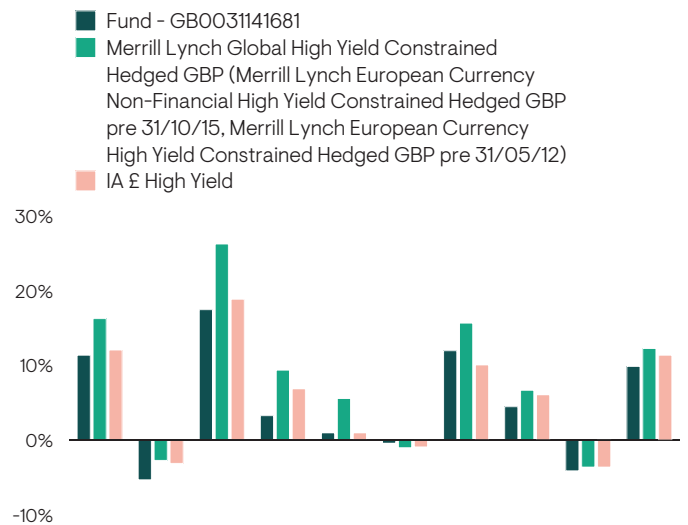 Fund - GB0031141681
Merrill Lynch Global High Yield Constrained
Hedged GBP (Merrill Lynch European Currency
Non-Financial High Yield Constrained Hedged GBP
pre 31/10/15, Merrill Lynch European Currency
High Yield Constrained Hedged GBP pre 31/05/12)
IA £ High Yield
30%
20%
10%
0%
-10%